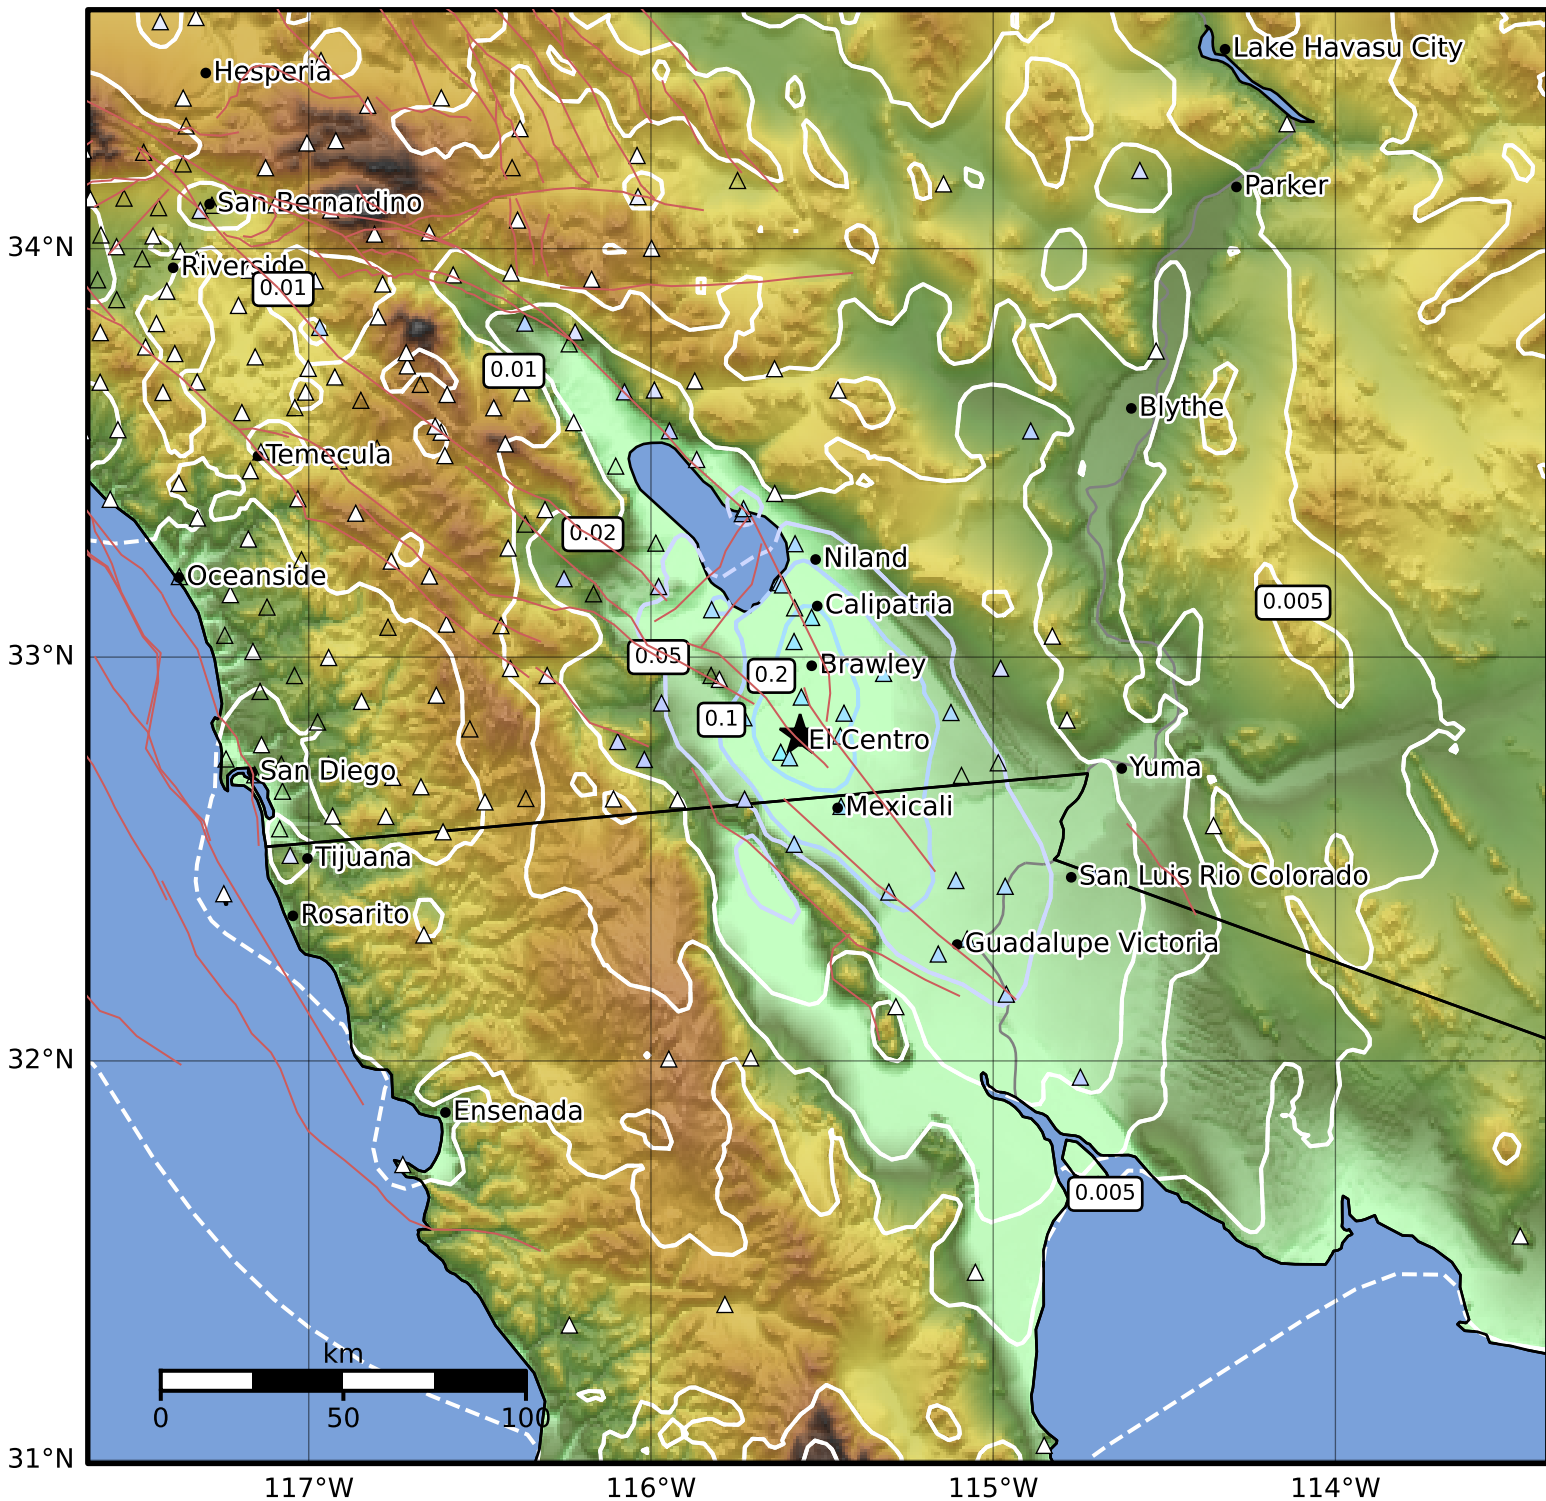 Lake Havasu City
Hesperia
Parker
San Bernardino
34°N
Riverside
0.01
0.01
Blythe
Temecula
0.02
Niland
Oceanside
0.005
Calipatria
33°N
0.05
Brawley
0.2
0.1
El Centro
San Diego
Yuma
Mexicali
Tijuana
San Luis Rio Colorado
Rosarito
Guadalupe Victoria
32°N
Ensenada
0.005
km
0 50 100
31°N
117°W 116°W 115°W 114°W